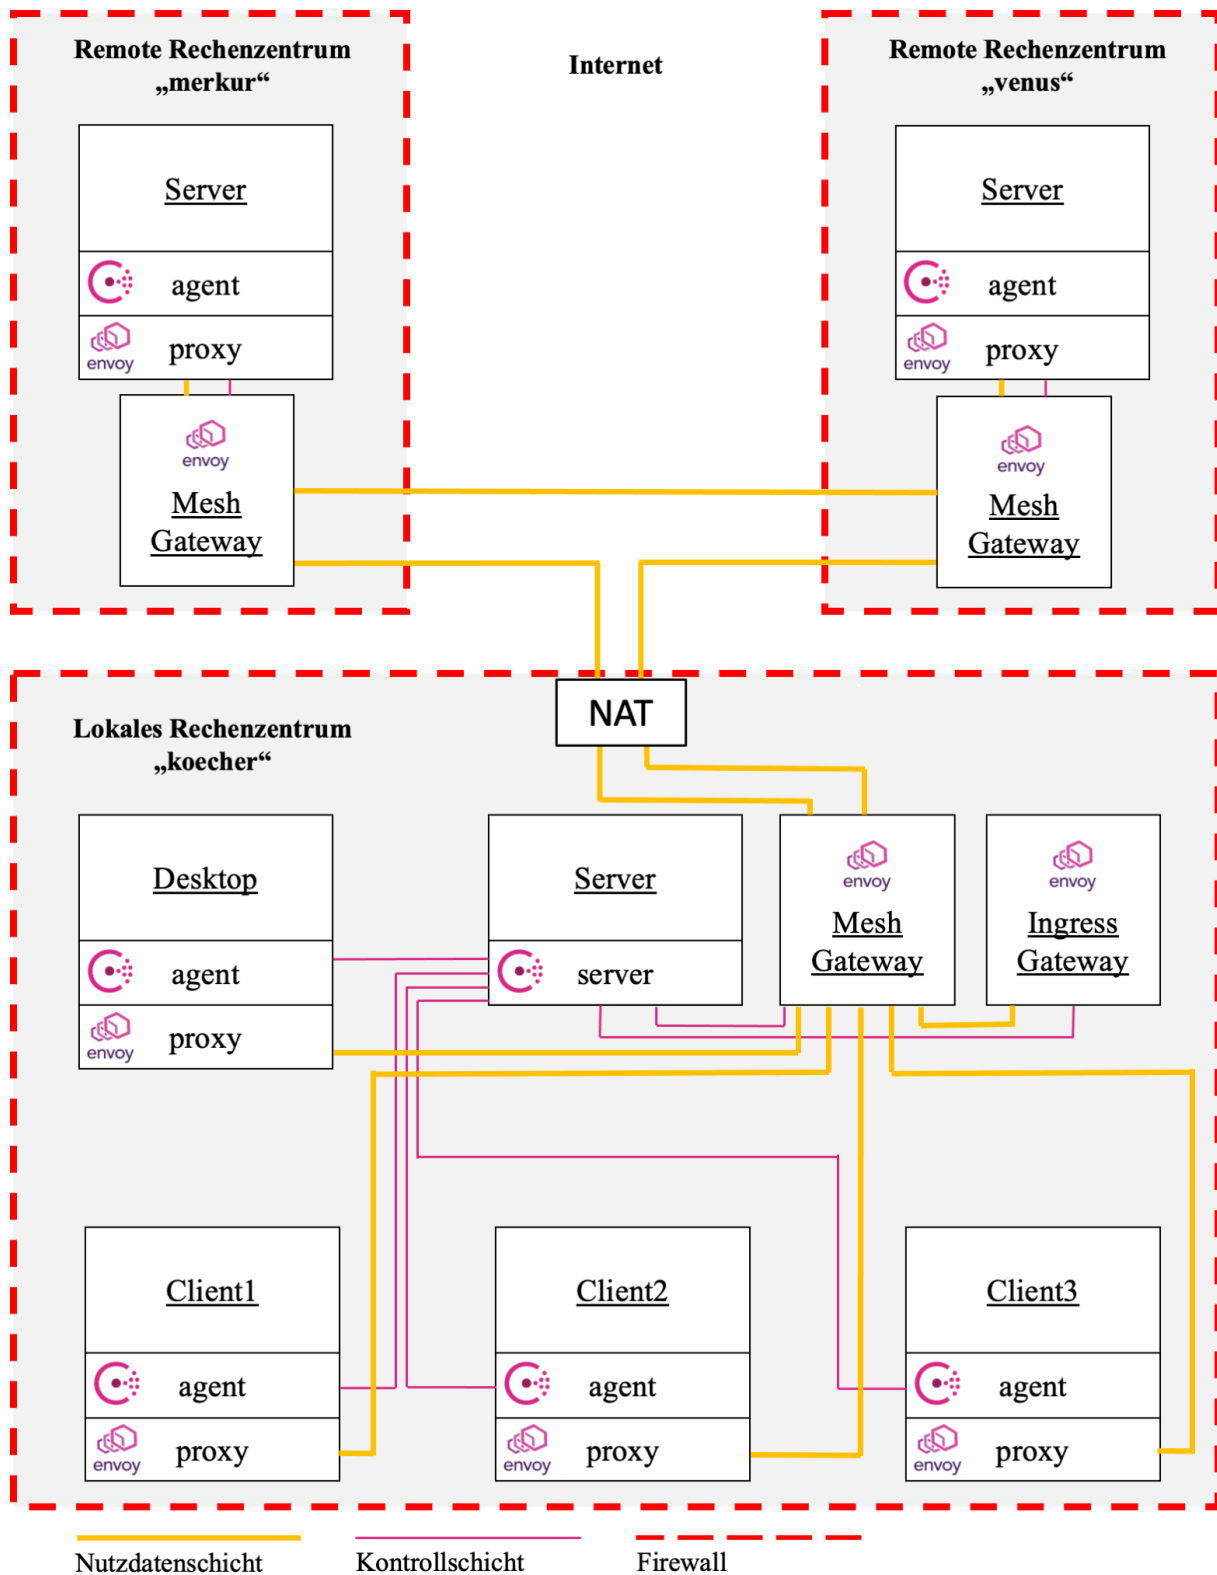 Remote Rechenzentrum
„merkur“
Internet
Remote Rechenzentrum
„venus“
Server
agent
envoy
proxy
envoy
Mesh
Gateway
Server
agent
envoy
proxy
envoy
Mesh
Gateway
NAT
Lokales Rechenzentrum
„koecher“
Desktop
agent
envoy
proxy
Server
server
envoy
Mesh
Gateway
envoy
Ingress
Gateway
Client1
agent
envoy
proxy
Client2
agent
envoy
proxy
Client3
agent
envoy
proxy
Nutzdatenschicht
Kontrollschicht
Firewall